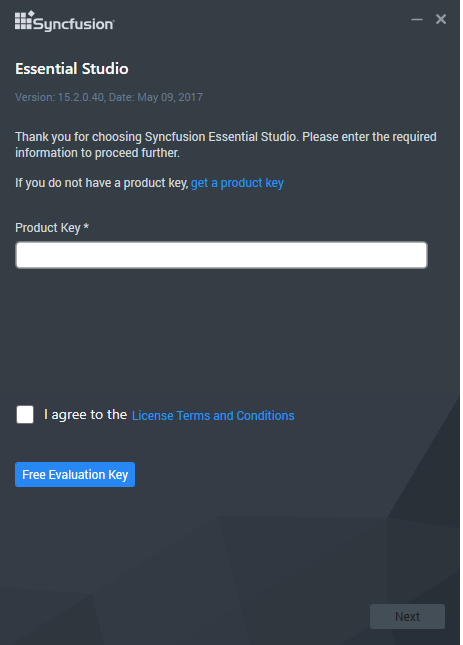 Syncfusion
Essential Studio
Version: 15.2.0.40, Date: May 09, 2017
Thank you for choosing Syncfusion Essential Studio. Please enter the required
information to proceed further.
If you do not have a product key, get a product key
Product Key *
I agree to the License Terms and Conditions
Free Evaluation Key
Next